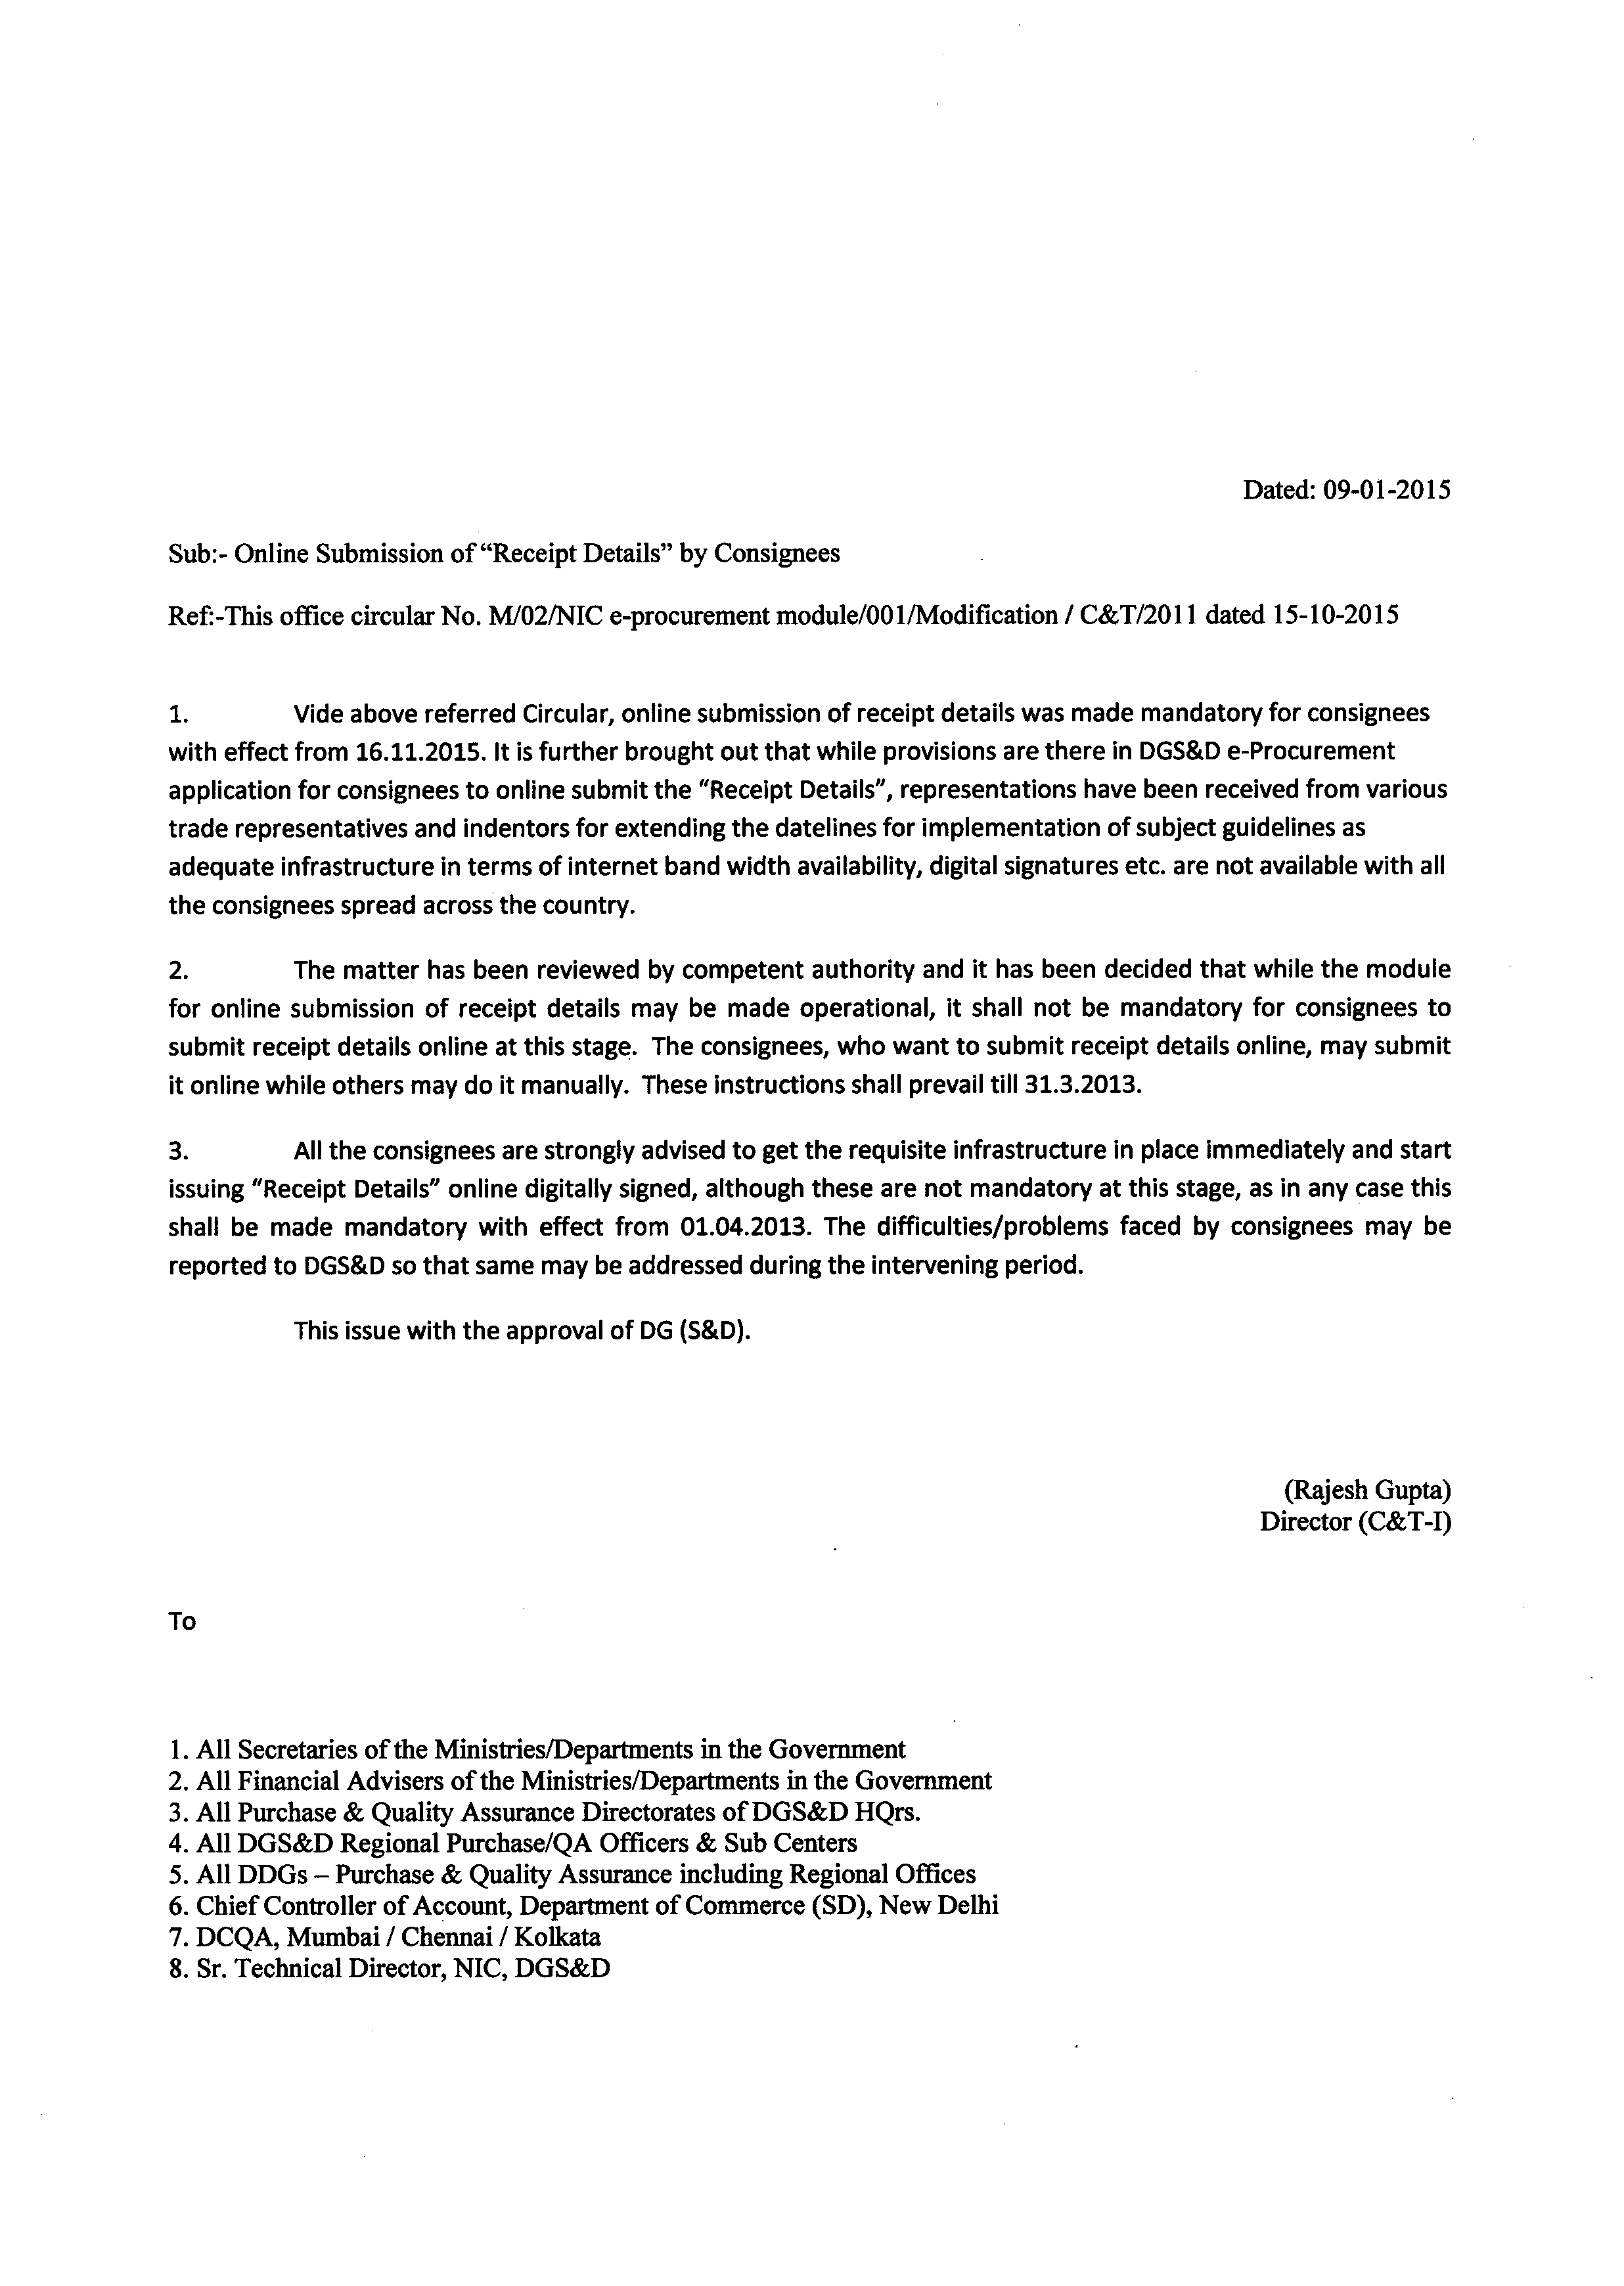 Dated: 09-01-2015
Sub:- Online Submission of “Receipt Details” by Consignees
Ref:-This office circular No. M/02/NIC e-procurement module/001/Modification / C&T/2011 dated 15-10-2015
1. Vide above referred Circular, online submission of receipt details was made mandatory for consignees
with effect from 16.11.2015. It is further brought out that while provisions are there in DGS&D e-Procurement
application for consignees to online submit the “Receipt Details”, representations have been received from various
trade representatives and indentors for extending the datelines for implementation of subject guidelines as
adequate infrastructure in terms of internet band width availability, digital signatures etc. are not available with all
the consignees spread across the country.
2. The matter has been reviewed by competent authority and it has been decided that while the module
for online submission of receipt details may be made operational, it shall not be mandatory for consignees to
submit receipt details online at this stage. The consignees, who want to submit receipt details online, may submit
it online while others may do it manually. These instructions shall prevail till 31.3.2013.
3. All the consignees are strongly advised to get the requisite infrastructure in place immediately and start
issuing “Receipt Details” online digitally signed, although these are not mandatory at this stage, as in any case this
shall be made mandatory with effect from 01.04.2013. The difficulties/problems faced by consignees may be
reported to DGS&D so that same may be addressed during the intervening period.
This issue with the approval of DG (S&D).
(Rajesh Gupta)
Director (C&T-I)
To
1. All Secretaries of the Ministries/Departments in the Government
2. All Financial Advisers of the Ministries/Departments in the Government
3. All Purchase & Quality Assurance Directorates of DGS&D HQrs.
4. All DGS&D Regional Purchase/QA Officers & Sub Centers
5. All DDGs – Purchase & Quality Assurance including Regional Offices
6. Chief Controller of Account, Department of Commerce (SD), New Delhi
7. DCQA, Mumbai / Chennai / Kolkata
8. Sr. Technical Director, NIC, DGS&D